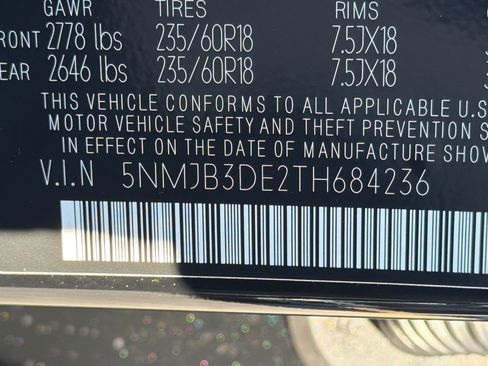 GAWR TIRES RIMS
FRONT 2778 lbs 235/60R18 7.5JX18
EAR 2646 lbs 235/60R18 7.5JX18
THIS VEHICLE CONFORMS TO ALL APPLICABLE U.S
MOTOR VEHICLE SAFETY AND THEFT PREVENTION S
IN EFFECT ON THE DATE OF MANUFACTURE SHOW
V.I.N 5NMJB3DE2TH684236